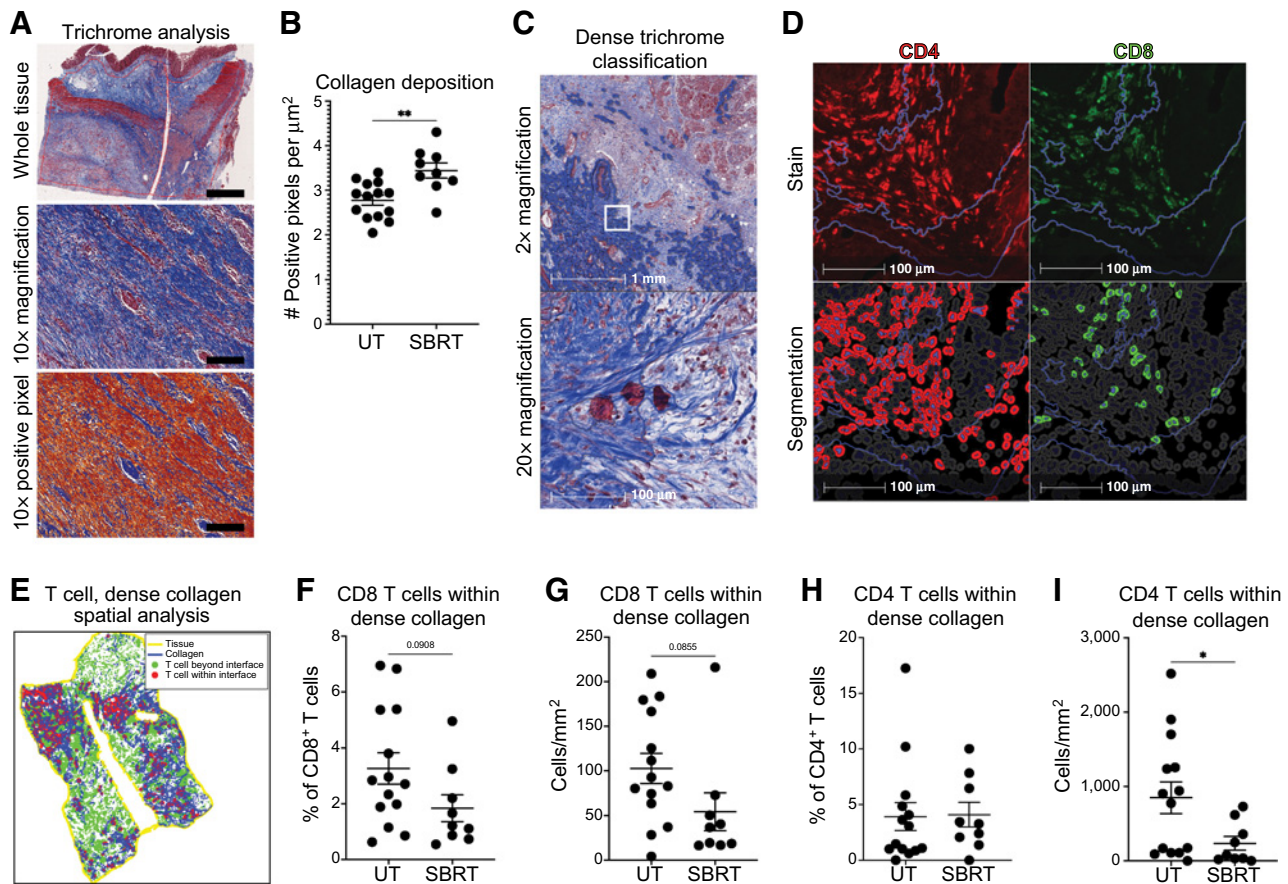 A
Trichrome analysis
Whole tissue
10× magnification
10× positive pixel
B
Collagen deposition
**
# Positive pixels per μm²
5
4
3
2
1
0
UT
SBRT
C
Dense trichrome
classification
2× magnification
1 mm
20× magnification
100 μm
D
CD4
CD8
Stain
100 μm
100 μm
Segmentation
100 μm
100 μm
E
T cell, dense collagen
spatial analysis
Tissue
Collagen
T cell beyond interface
T cell within interface
F
CD8 T cells within
dense collagen
0.0908
% of CD8⁺ T cells
8
6
4
2
0
UT
SBRT
G
CD8 T cells within
dense collagen
0.0855
Cells/mm²
250
200
150
100
50
0
UT
SBRT
H
CD4 T cells within
dense collagen
% of CD4⁺ T cells
20
15
10
5
0
UT
SBRT
I
CD4 T cells within
dense collagen
*
Cells/mm²
3,000
2,000
1,000
0
UT
SBRT